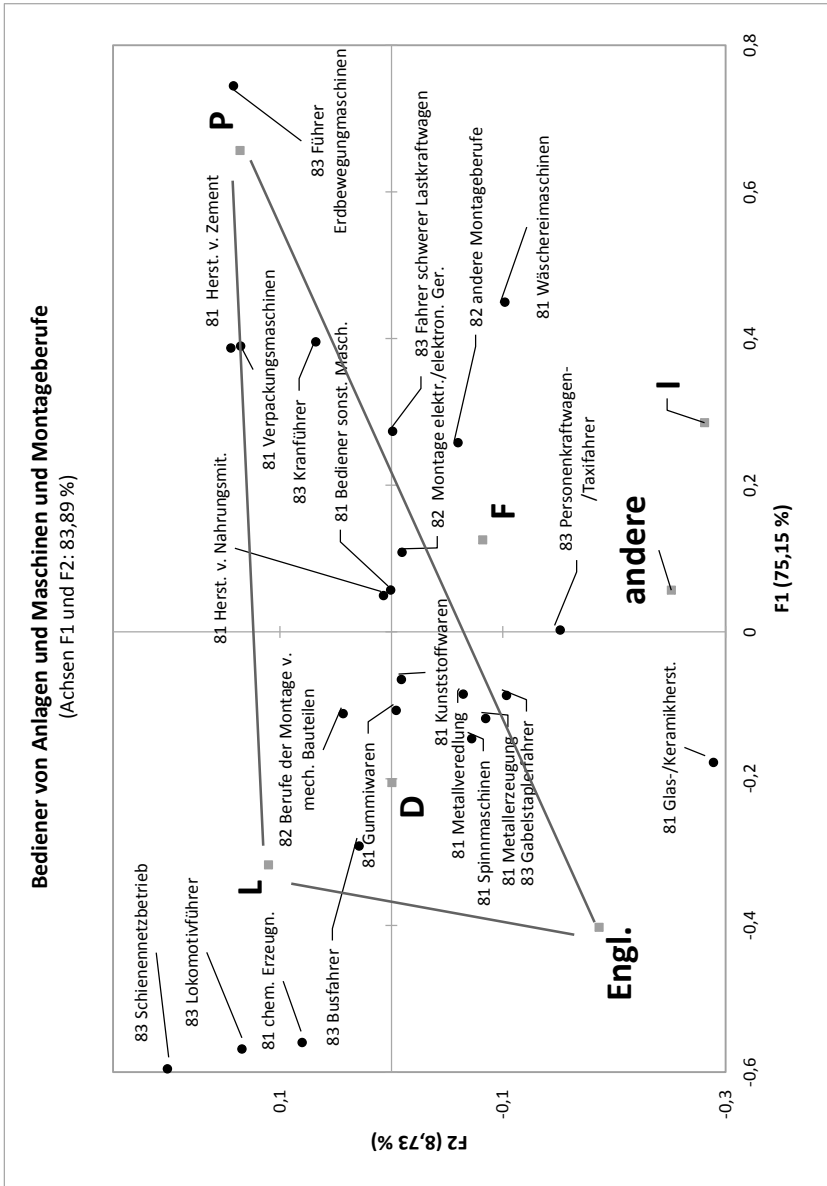 Bediener von Anlagen und Maschinen und Montageberufe
(Achsen F1 und F2: 83,89 %)
83 Schienennetzbetrieb
83 Lokomotivführer
81 chem. Erzeugn.
83 Busfahrer
L
82 Berufe der Montage v.
mech. Bauteilen
81 Gummiwaren
D
81 Kunststoffwaren
81 Metallveredlung
81 Spinnmaschinen
81 Metallerzeugung
83 Gabelstaplerfahrer
81 Glas-/Keramikherst.
Engl.
81 Herst. v. Nahrungsmit.
81 Bediener sonst. Masch.
82 Montage elektr./elektron. Ger.
81 Herst. v. Zement
81 Verpackungsmaschinen
83 Kranführer
83 Fahrer schwerer Lastkraftwagen
82 andere Montageberufe
81 Wäschereimaschinen
P
83 Führer
Erdbewegungmaschinen
F
83 Personenkraftwagen-
/Taxifahrer
andere
I
F2 (8,73 %)
0,1
-0,1
-0,3
-0,6
-0,4
-0,2
0
0,2
0,4
0,6
0,8
F1 (75,15 %)